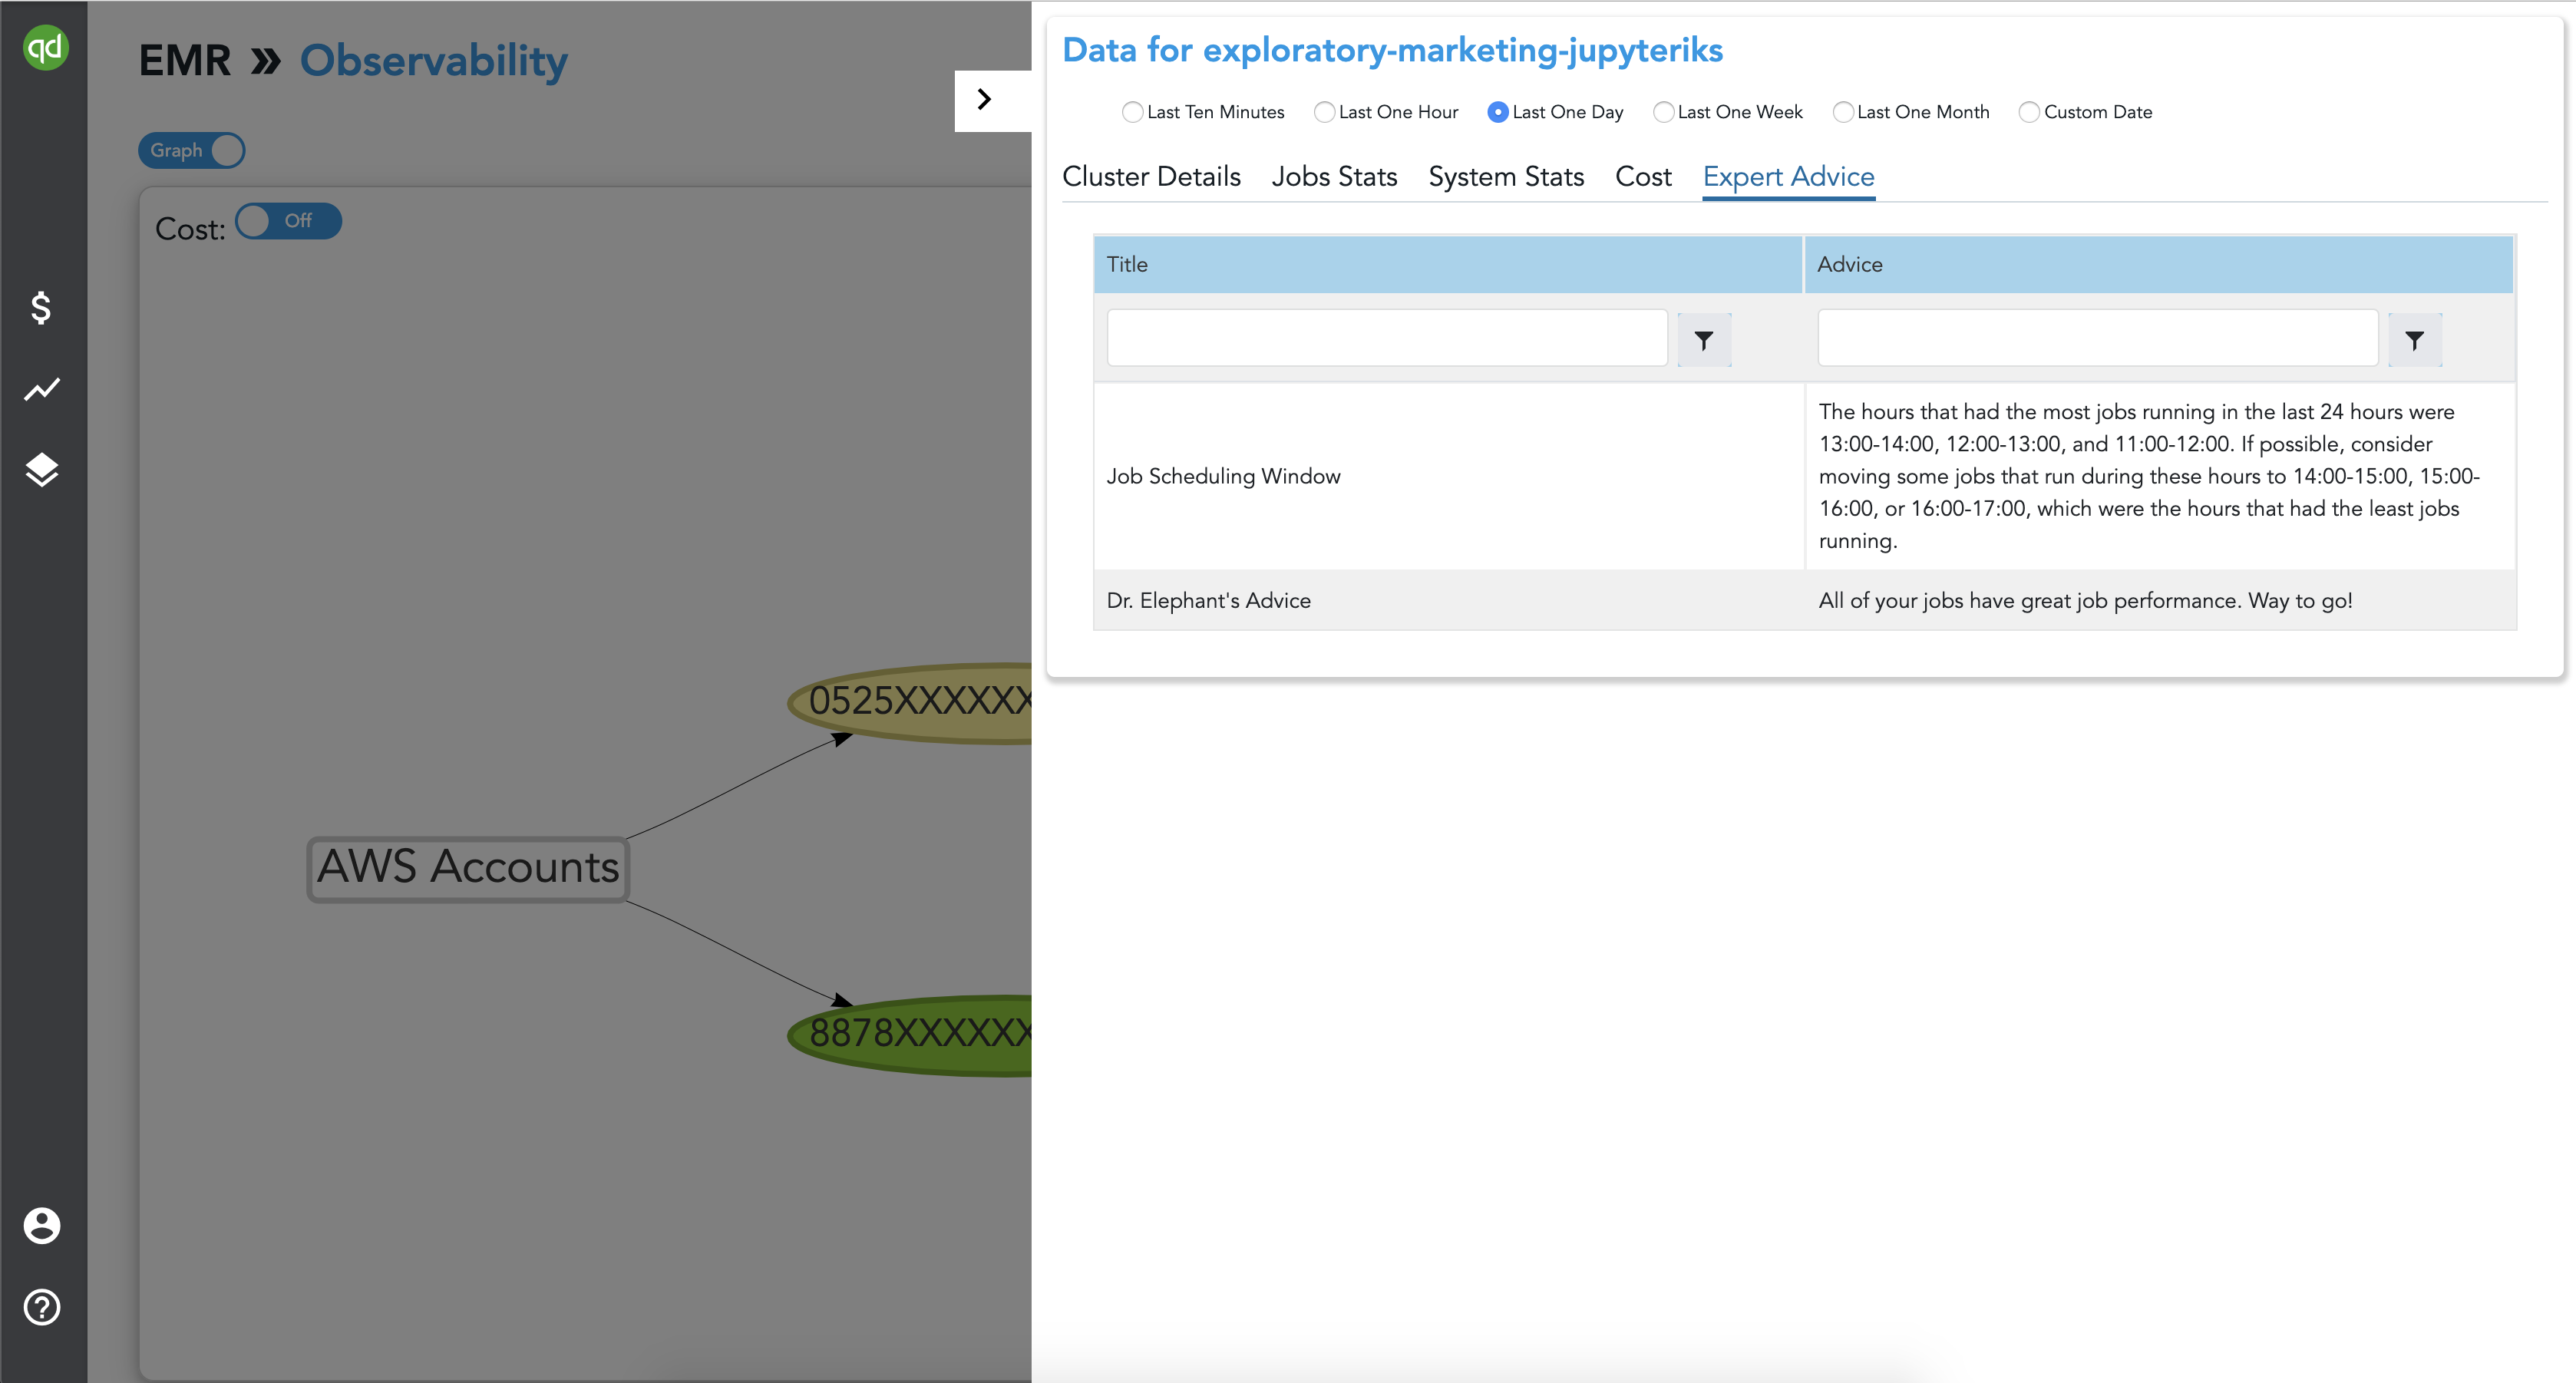 qd
EMR » Observability
Graph
Cost: Off
AWS Accounts
0525XXXXXX
8878XXXXXX
Data for exploratory-marketing-jupyteriks
Last Ten Minutes Last One Hour Last One Day Last One Week Last One Month Custom Date
Cluster Details Jobs Stats System Stats Cost Expert Advice
Title Advice
Job Scheduling Window
The hours that had the most jobs running in the last 24 hours were
13:00-14:00, 12:00-13:00, and 11:00-12:00. If possible, consider
moving some jobs that run during these hours to 14:00-15:00, 15:00-
16:00, or 16:00-17:00, which were the hours that had the least jobs
running.
Dr. Elephant's Advice All of your jobs have great job performance. Way to go!